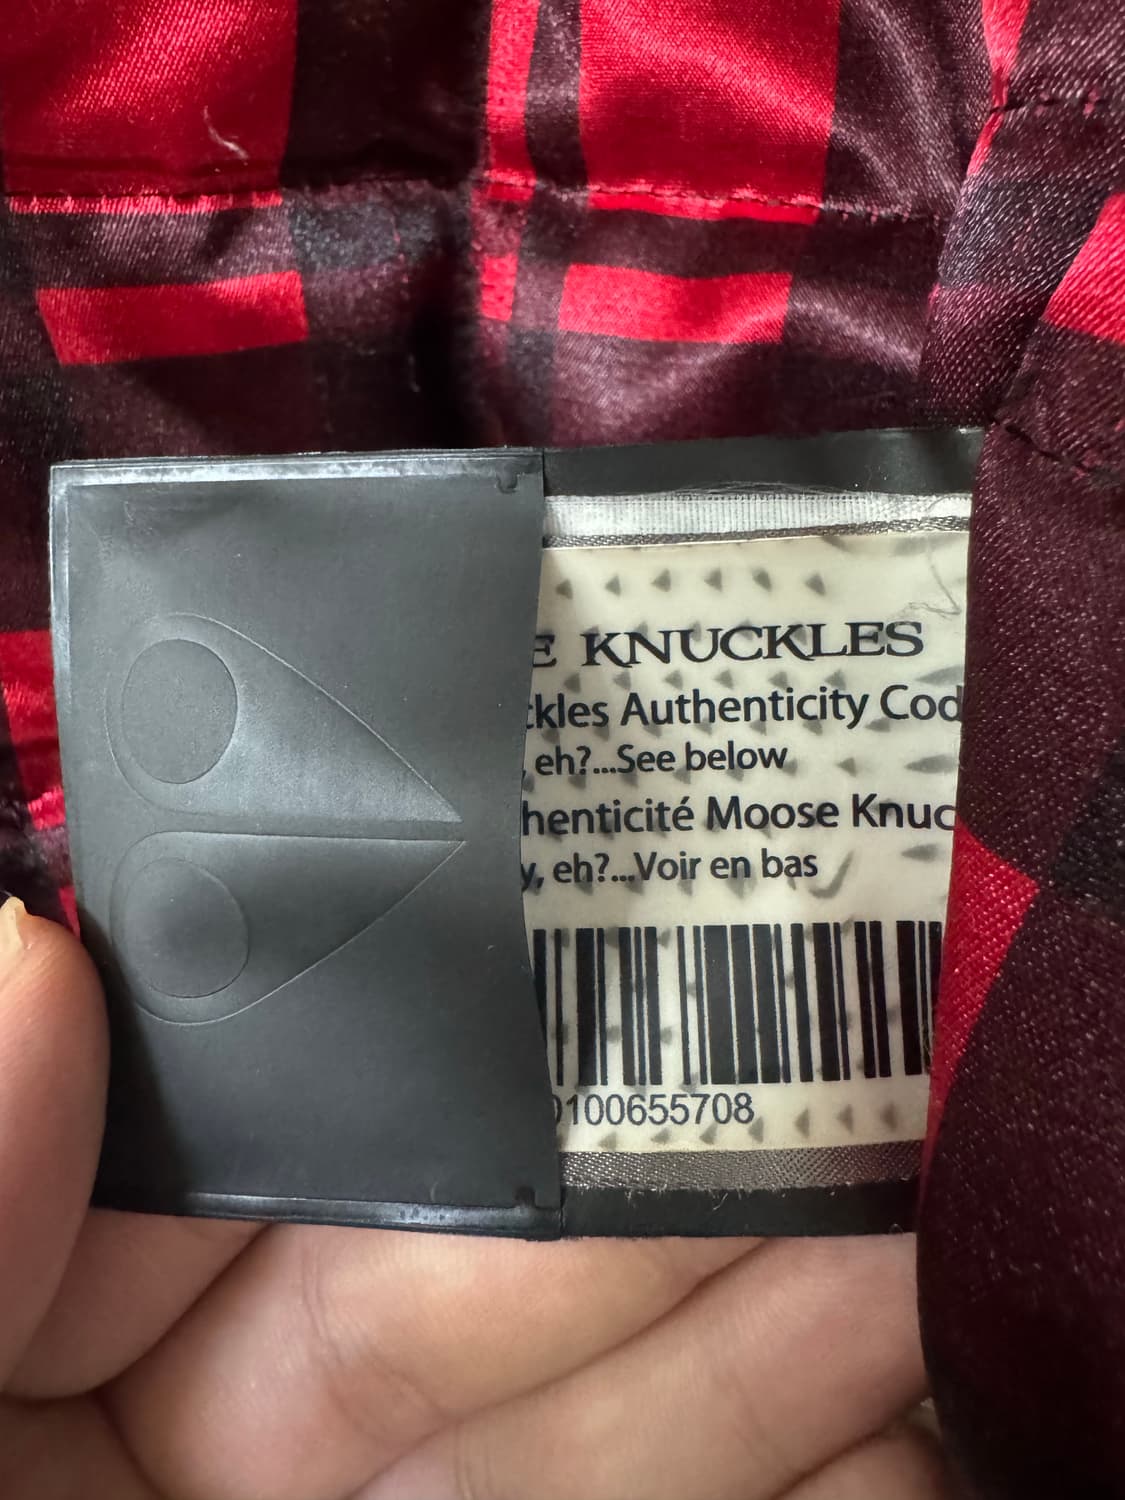 E KNUCKLES
ckles Authenticity Cod
, eh?...See below
henticité Moose Knuc
y, eh?...Voir en bas
0100655708